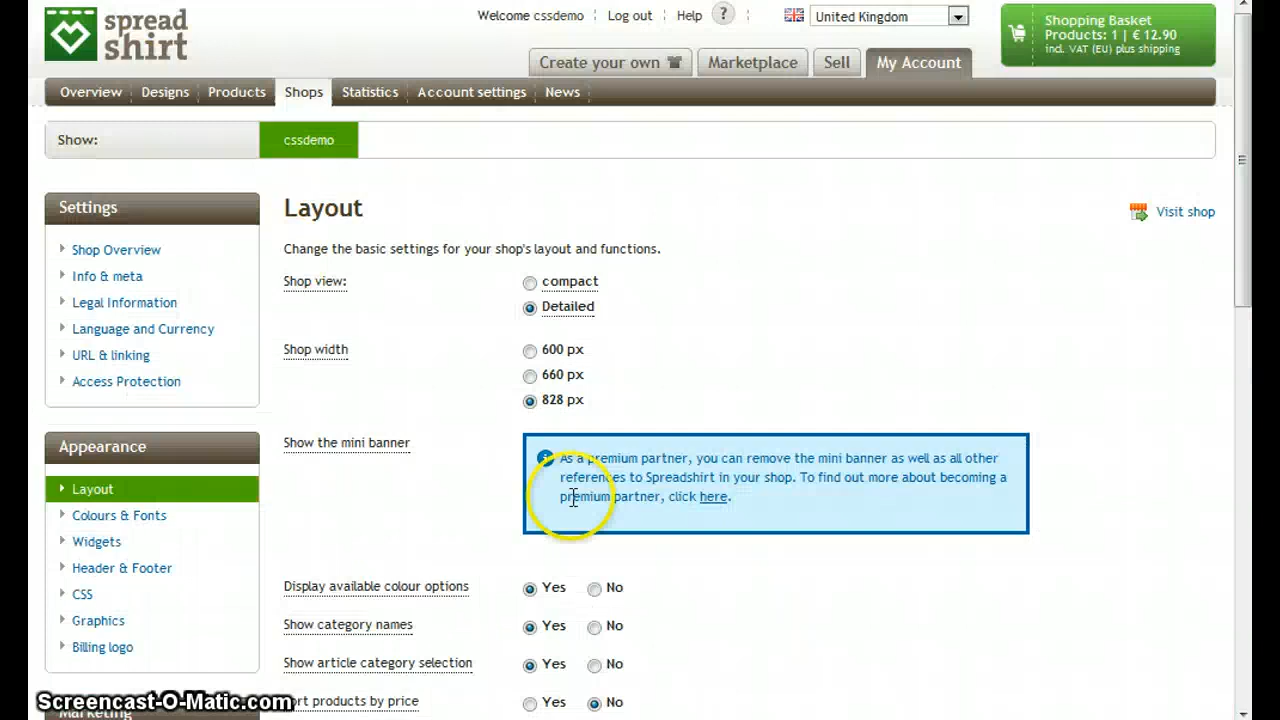 spread
shirt
Welcome cssdemo
Log out
Help
?
United Kingdom
Shopping Basket
Products: 1 | € 12.90
incl. VAT (EU) plus shipping
Create your own
Marketplace
Sell
My Account
Overview
Designs
Products
Shops
Statistics
Account settings
News
Show:
cssdemo
Settings
Shop Overview
Info & meta
Legal Information
Language and Currency
URL & linking
Access Protection
Appearance
Layout
Colours & Fonts
Widgets
Header & Footer
CSS
Graphics
Billing logo
Marketing
Layout
Visit shop
Change the basic settings for your shop's layout and functions.
Shop view:
compact
Detailed
Shop width
600 px
660 px
828 px
Show the mini banner
As a premium partner, you can remove the mini banner as well as all other
references to Spreadshirt in your shop. To find out more about becoming a
premium partner, click here.
Display available colour options
Yes No
Show category names
Yes No
Show article category selection
Yes No
ort products by price
Yes No
Screencast-O-Matic.com